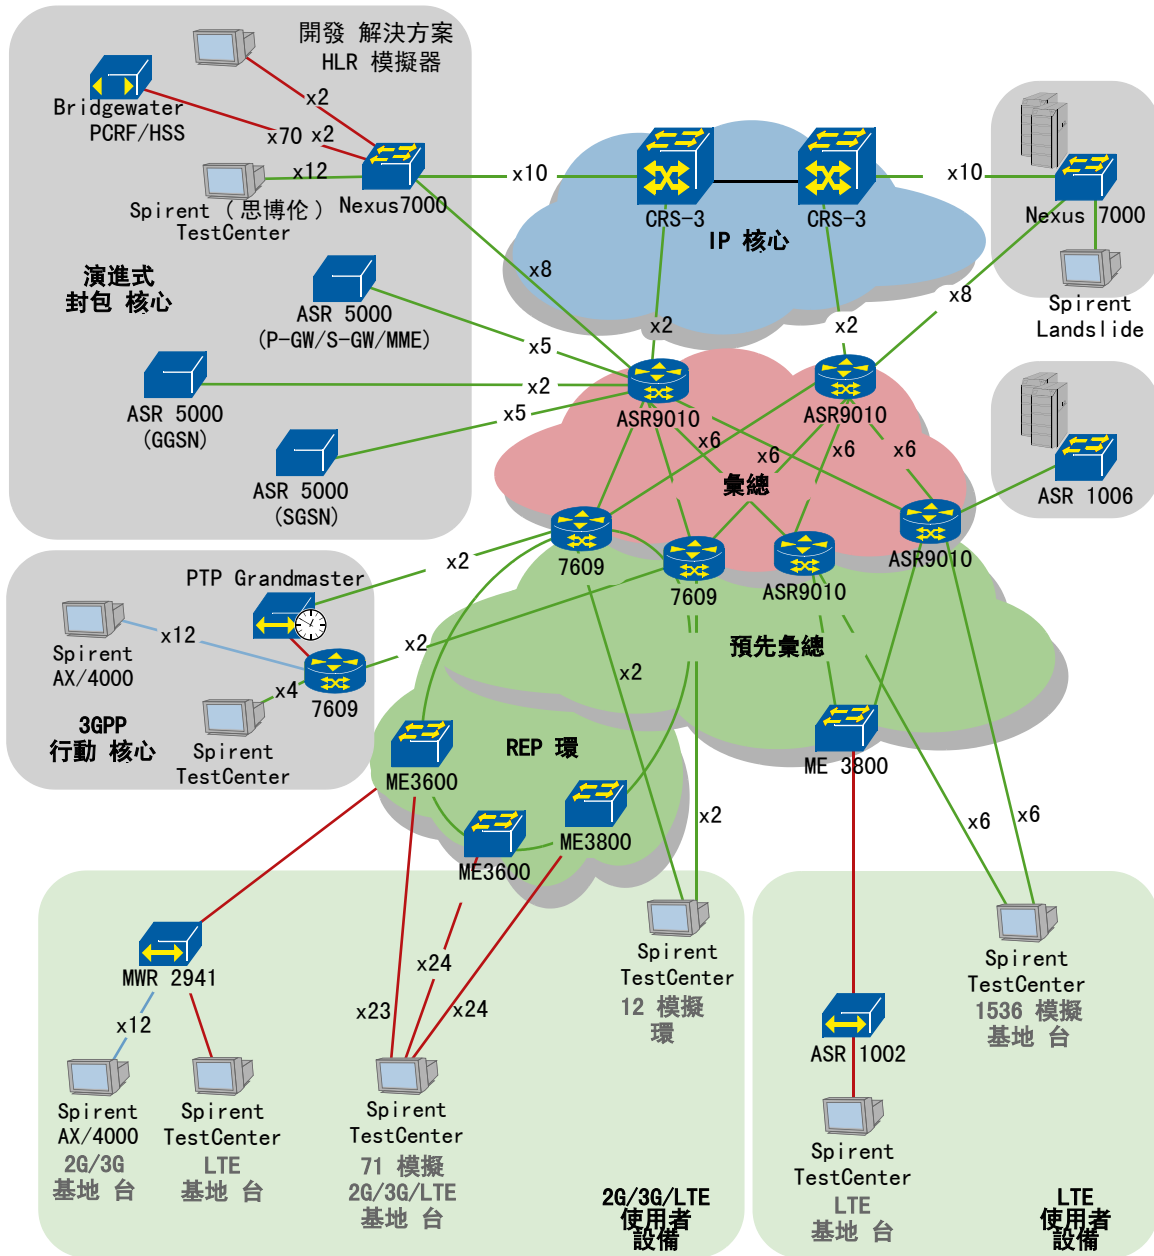 開發 解決方案
HLR 模擬器
Bridgewater
PCRF/HSS
x2
x70 x2
x12
Spirent (思博伦)
TestCenter
Nexus7000
x10
CRS-3
CRS-3
IP 核心
x10
Nexus 7000
Spirent
Landslide
演進式
封包 核心
x8
x8
ASR 5000
(P-GW/S-GW/MME)
x5
x2
x2
ASR 5000
(GGSN)
x2
x5
ASR 5000
(SGSN)
ASR9010
ASR9010
x6
x6
x6
x6
彙總
ASR 1006
7609
7609
ASR9010
ASR9010
PTP Grandmaster
x2
x12
Spirent
AX/4000
x2
x4
7609
3GPP
行動 核心
Spirent
TestCenter
預先彙總
x2
REP 環
ME3600
ME3600
ME3800
ME 3800
x2
x6
x6
MWR 2941
x12
x23
x24
x24
Spirent
TestCenter
12 模擬
環
Spirent
TestCenter
1536 模擬
基地 台
ASR 1002
Spirent
AX/4000
2G/3G
基地 台
Spirent
TestCenter
LTE
基地 台
Spirent
TestCenter
71 模擬
2G/3G/LTE
基地 台
2G/3G/LTE
使用者
設備
Spirent
TestCenter
LTE
基地 台
LTE
使用者
設備